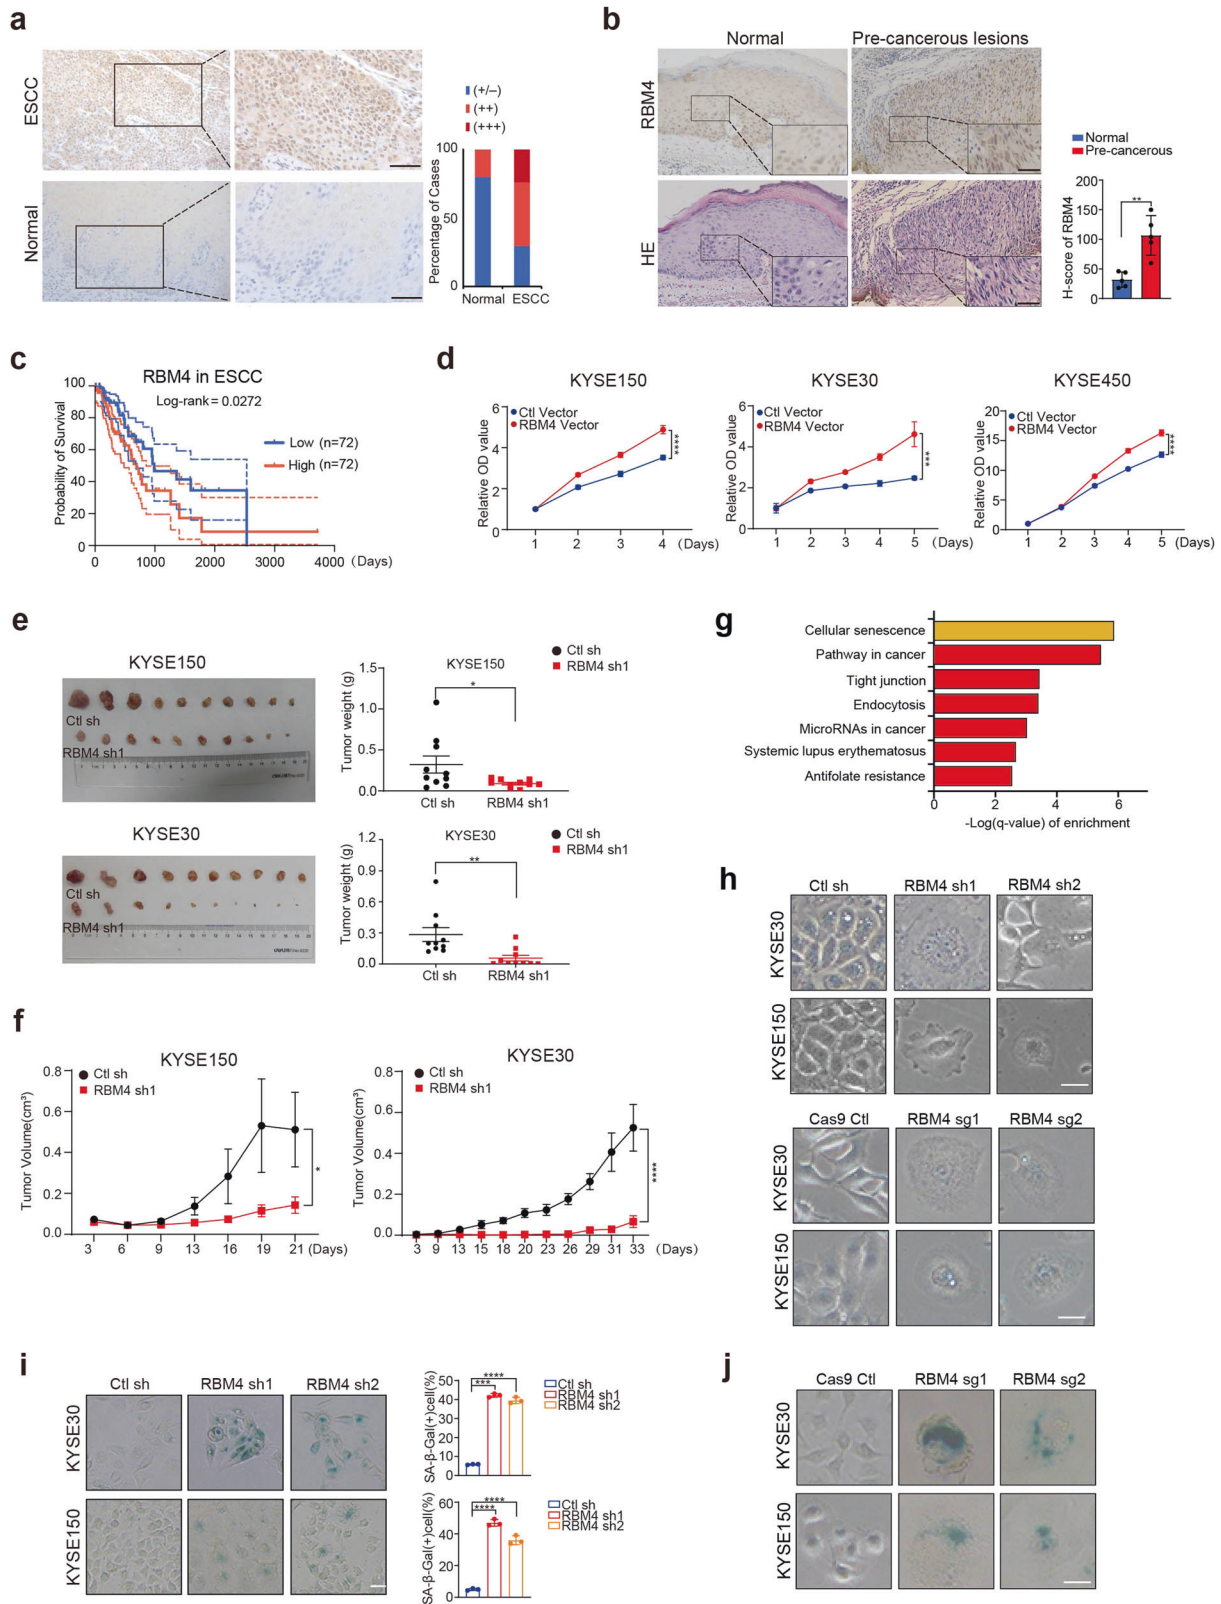 a
ESCC
Normal
(+/−)
(++)
(+++)
Percentage of Cases
100
50
0
Normal ESCC
b
Normal Pre-cancerous lesions
RBM4
HE
Normal
Pre-cancerous
H-score of RBM4
200
150
100
50
0
**
c
RBM4 in ESCC
Log-rank = 0.0272
Probability of Survival
100
80
60
40
20
0
Low (n=72)
High (n=72)
0 1000 2000 3000 4000 (Days)
d
KYSE150
Ctl Vector
RBM4 Vector
Relative OD value
6
4
2
0
****
1 2 3 4 (Days)
KYSE30
Ctl Vector
RBM4 Vector
Relative OD value
6
4
2
0
***
1 2 3 4 5 (Days)
KYSE450
Ctl Vector
RBM4 Vector
Relative OD value
20
15
10
5
0
****
1 2 3 4 5 (Days)
e
KYSE150
Ctl sh
RBM4 sh1
KYSE150
Ctl sh
RBM4 sh1
Tumor weight (g)
1.5
1.0
0.5
0.0
*
Ctl sh RBM4 sh1
KYSE30
Ctl sh
RBM4 sh1
KYSE30
Ctl sh
RBM4 sh1
Tumor weight (g)
1.2
0.9
0.6
0.3
0.0
**
Ctl sh RBM4 sh1
f
KYSE150
Ctl sh
RBM4 sh1
Tumor Volume(cm³)
0.8
0.6
0.4
0.2
0.0
*
3 6 9 13 16 19 21 (Days)
KYSE30
Ctl sh
RBM4 sh1
Tumor Volume(cm³)
0.8
0.6
0.4
0.2
0.0
****
3 9 13 15 18 20 23 26 29 31 33 (Days)
g
Cellular senescence
Pathway in cancer
Tight junction
Endocytosis
MicroRNAs in cancer
Systemic lupus erythematosus
Antifolate resistance
0 2 4 6
-Log(q-value) of enrichment
h
Ctl sh RBM4 sh1 RBM4 sh2
KYSE30
KYSE150
Cas9 Ctl RBM4 sg1 RBM4 sg2
KYSE30
KYSE150
i
Ctl sh RBM4 sh1 RBM4 sh2
KYSE30
KYSE150
SA-β-Gal(+)cell(%)
50
40
30
20
10
0
****
***
Ctl sh
RBM4 sh1
RBM4 sh2
SA-β-Gal(+)cell(%)
60
40
20
0
****
****
Ctl sh
RBM4 sh1
RBM4 sh2
j
Cas9 Ctl RBM4 sg1 RBM4 sg2
KYSE30
KYSE150